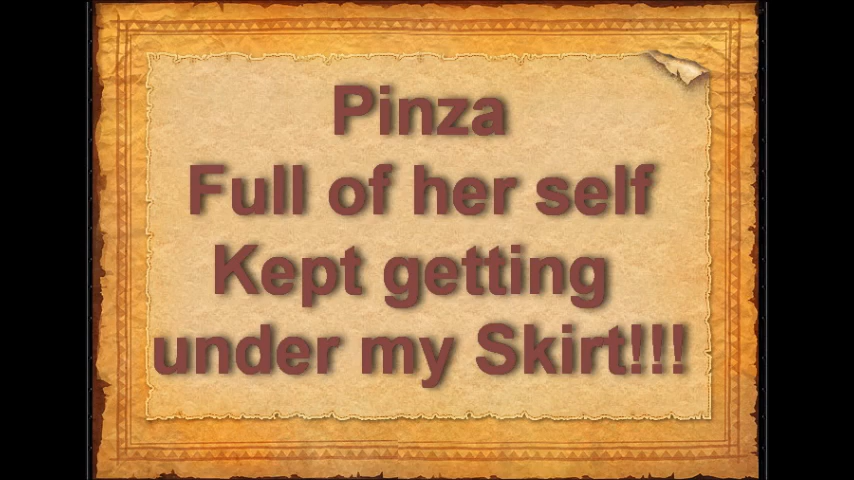 Pinza
Full of her self
Kept getting
under my Skirt!!!